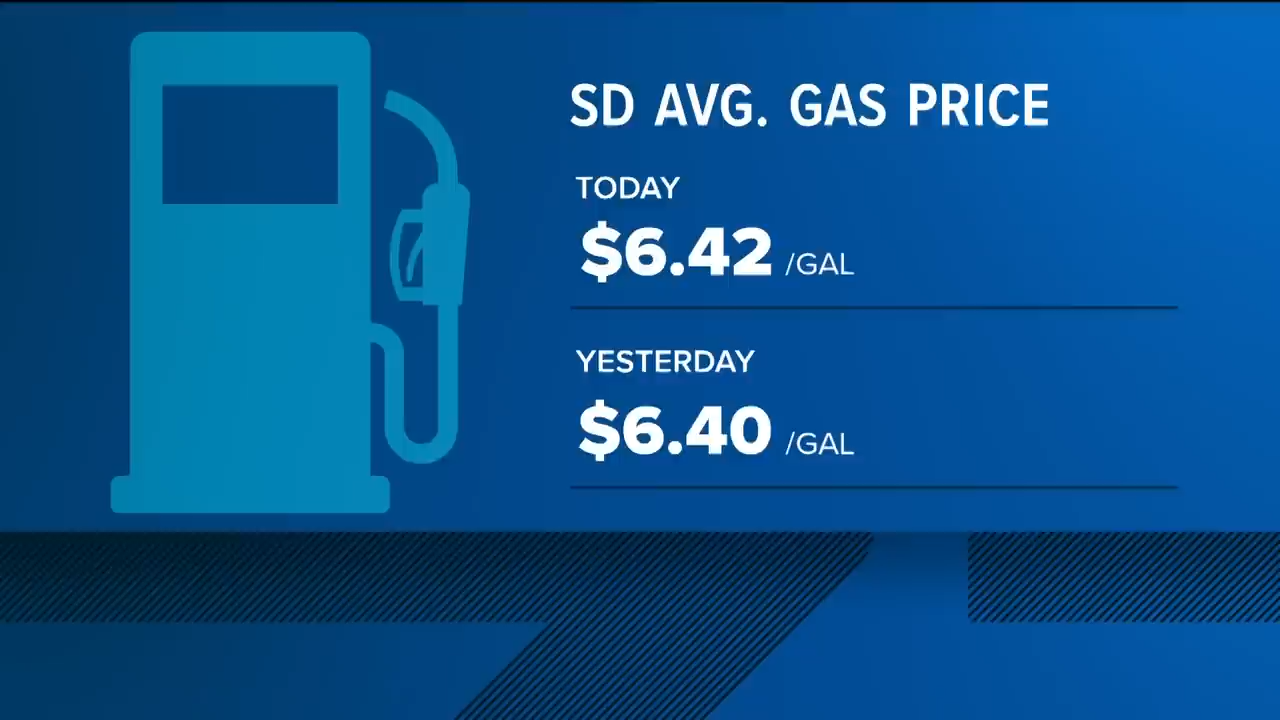 SD AVG. GAS PRICE
TODAY
$6.42 /GAL
YESTERDAY
$6.40 /GAL